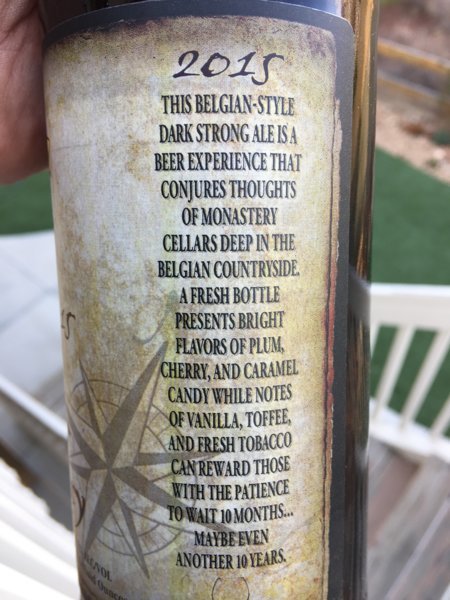 2015
THIS BELGIAN-STYLE
DARK STRONG ALE IS A
BEER EXPERIENCE THAT
CONJURES THOUGHTS
OF MONASTERY
CELLARS DEEP IN THE
BELGIAN COUNTRYSIDE.
A FRESH BOTTLE
PRESENTS BRIGHT
FLAVORS OF PLUM,
CHERRY, AND CARAMEL
CANDY WHILE NOTES
OF VANILLA, TOFFEE,
AND FRESH TOBACCO
CAN REWARD THOSE
WITH THE PATIENCE
TO WAIT 10 MONTHS...
MAYBE EVEN
ANOTHER 10 YEARS.